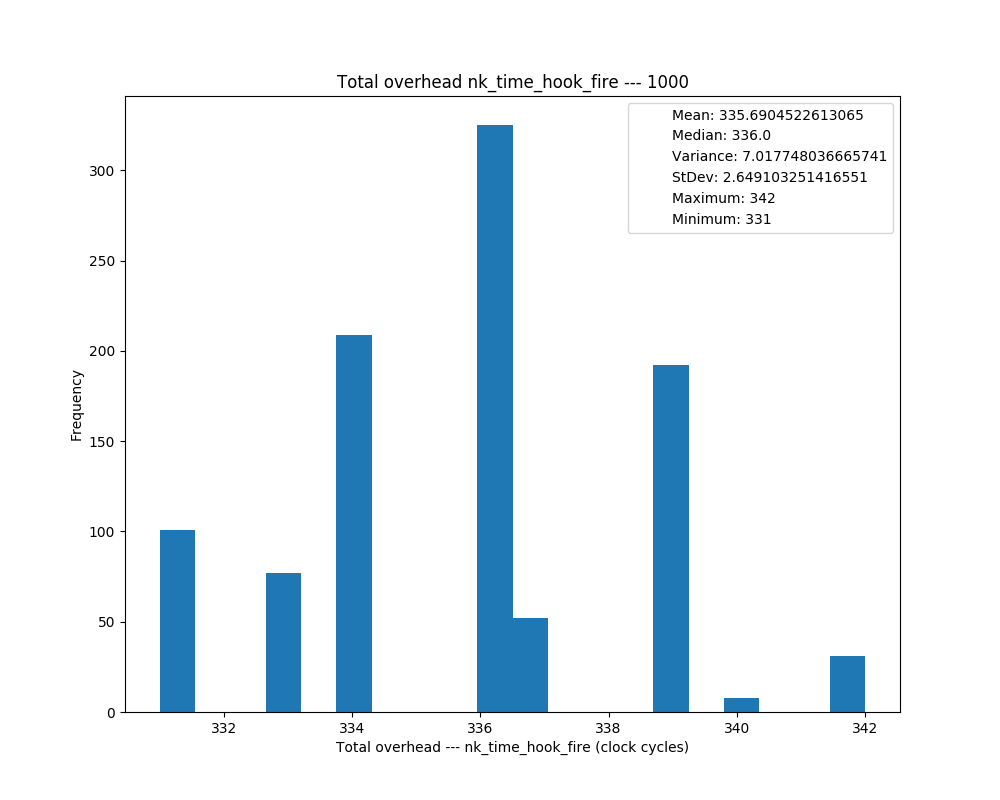 Total overhead nk_time_hook_fire --- 1000
Mean: 335.6904522613065
Median: 336.0
Variance: 7.017748036665741
StDev: 2.649103251416551
Maximum: 342
Minimum: 331
300
250
200
150
100
50
0
Frequency
332 334 336 338 340 342
Total overhead --- nk_time_hook_fire (clock cycles)